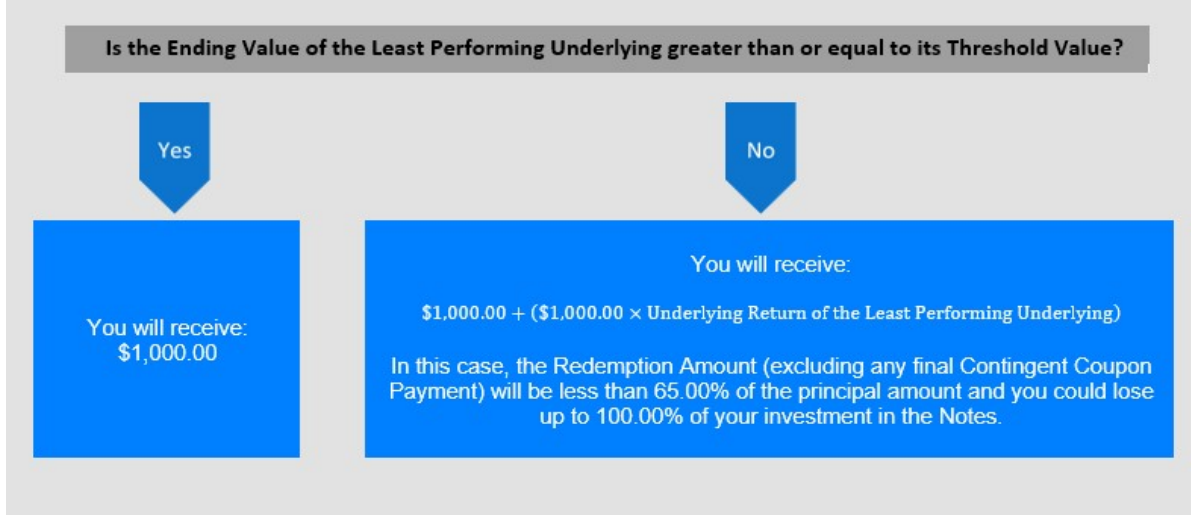 Is the Ending Value of the Least Performing Underlying greater than or equal to its Threshold Value?
Yes
No
You will receive:
$1,000.00
You will receive:
$1,000.00 + ($1,000.00 × Underlying Return of the Least Performing Underlying)
In this case, the Redemption Amount (excluding any final Contingent Coupon
Payment) will be less than 65.00% of the principal amount and you could lose
up to 100.00% of your investment in the Notes.